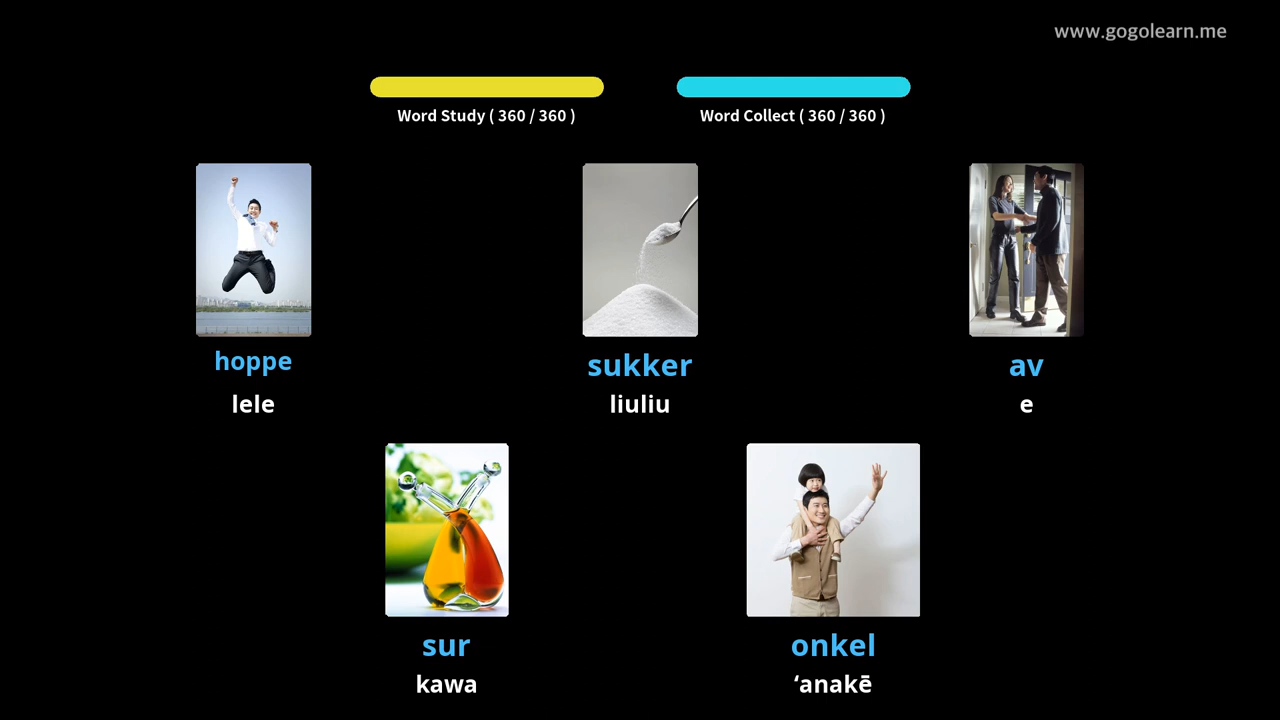 www.gogolearn.me
Word Study ( 360 / 360 )
Word Collect ( 360 / 360 )
hoppe
lele
sukker
liuliu
av
e
sur
kawa
onkel
‘anakē